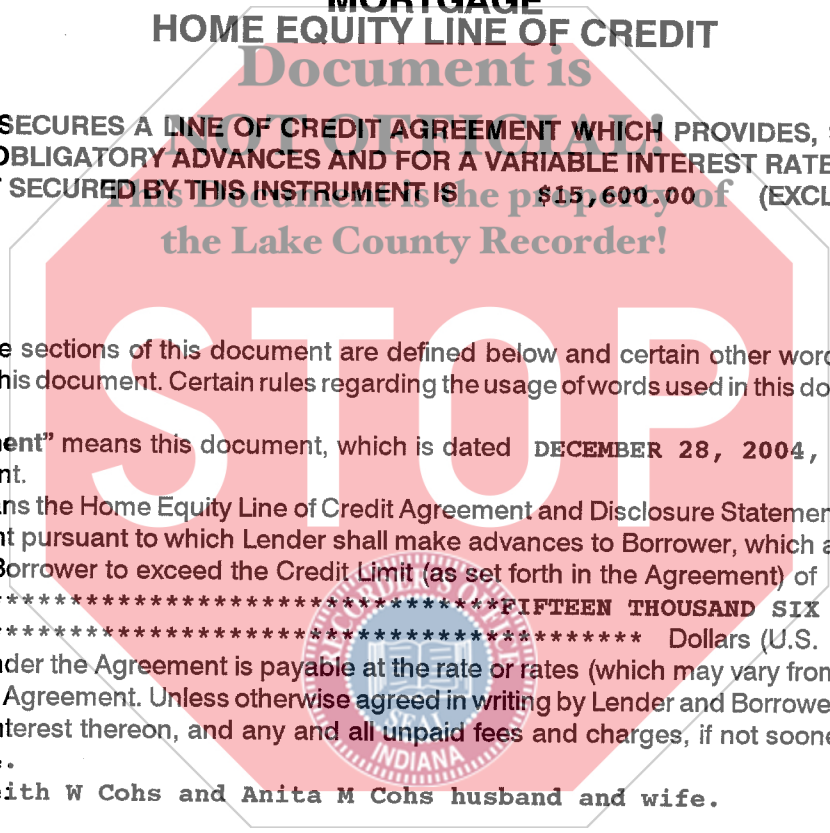 MORTGAGE
HOME EQUITY LINE OF CREDIT
Document is
NOT OFFICIAL!
SECURES A LINE OF CREDIT AGREEMENT WHICH PROVIDES,
OBLIGATORY ADVANCES AND FOR A VARIABLE INTEREST RATE
SECURED BY THIS INSTRUMENT IS $15,600.00 (EXCL
This Document is the property of
the Lake County Recorder!
STOP
e sections of this document are defined below and certain other word
his document. Certain rules regarding the usage of words used in this do
ent" means this document, which is dated DECEMBER 28, 2004,
nt.
ns the Home Equity Line of Credit Agreement and Disclosure Statemen
nt pursuant to which Lender shall make advances to Borrower, which a
Borrower to exceed the Credit Limit (as set forth in the Agreement) of
**********************************FIFTEEN THOUSAND SIX
******************************************* Dollars (U.S.
der the Agreement is payable at the rate or rates (which may vary from
Agreement. Unless otherwise agreed in writing by Lender and Borrowe
terest thereon, and any and all unpaid fees and charges, if not soone
e.
eith W Cohs and Anita M Cohs husband and wife.
RECORDER'S OFFICE
SEAL
INDIANA